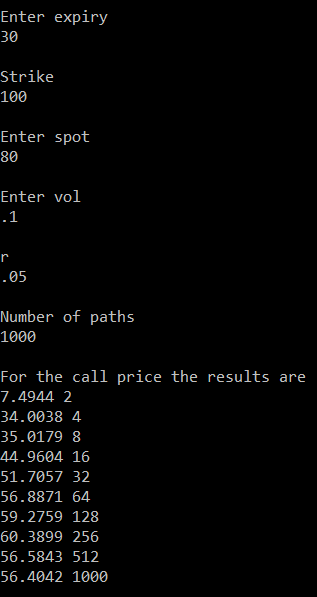 Enter expiry
30
Strike
100
Enter spot
80
Enter vol
.1
r
.05
Number of paths
1000
For the call price the results are
7.4944 2
34.0038 4
35.0179 8
44.9604 16
51.7057 32
56.8871 64
59.2759 128
60.3899 256
56.5843 512
56.4042 1000